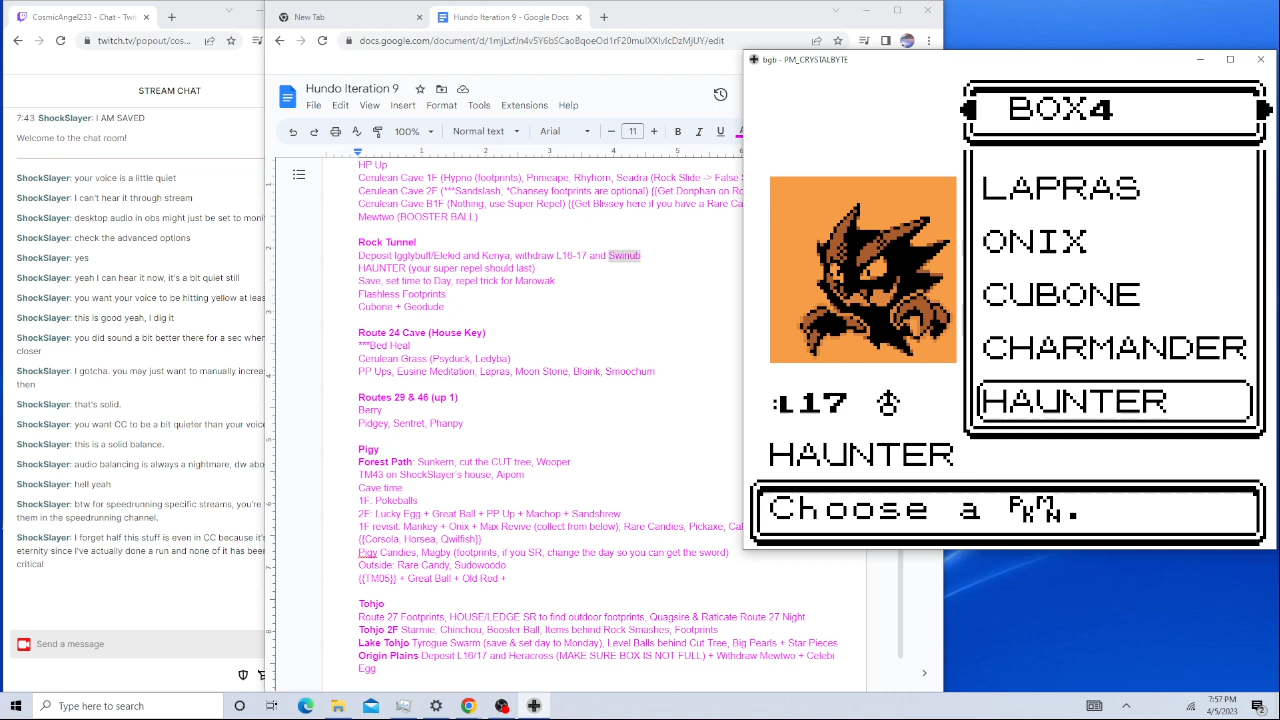 CosmicAngel233 - Chat - Twit
twitch.tv/popout/cos
STREAM CHAT
7:43 ShockSlayer: I AM SAVED
Welcome to the chat room!
ShockSlayer: your voice is a little quiet
ShockSlayer: I can't hear it through stream
ShockSlayer: desktop audio in obs might just be set to monit
ShockSlayer: check the advanced options
ShockSlayer: yes
ShockSlayer: yeah I can hear it now, it's a bit quiet still
ShockSlayer: you want your voice to be hitting yellow at leas
ShockSlayer: this is good yeah, I dig it
ShockSlayer: you did sound a bit better there for a sec wher
closer
ShockSlayer: I gotcha. you may just want to manually increas
then
ShockSlayer: that's solid.
ShockSlayer: you want CC to be a bit quieter than your voice
ShockSlayer: this is a solid balance.
ShockSlayer: audio balancing is always a nightmare, dw abou
ShockSlayer: hell yeah
ShockSlayer: btw for speedrunning specific streams, you're s
them in the speedrunning channel.
ShockSlayer: I forget half this stuff is even in CC because it's
eternity since I've actually done a run and none of it has been
critical
Send a message
New Tab
Hundo Iteration 9 - Google Docs
docs.google.com/document/d/1mjLxfJn4v5Y6bSCaoBqoeOd1rF20muIXXlvlcDzMjUY/edit
Hundo Iteration 9
File Edit View Insert Format Tools Extensions Help
100% Normal text Arial 11 B I U
1 2 3 4 5 6
HP Up
Cerulean Cave 1F (Hypno (footprints), Primeape, Rhyhorn, Seadra (Rock Slide -> False S
Cerulean Cave 2F (***Sandslash, *Chansey footprints are optional) {{Get Donphan on Ro
Cerulean Cave B1F (Nothing, use Super Repel) {{Get Blissey here if you have a Rare Ca
Mewtwo (BOOSTER BALL)
Rock Tunnel
Deposit Igglybuff/Elekid and Kenya, withdraw L16-17 and Swinub
HAUNTER (your super repel should last)
Save, set time to Day, repel trick for Marowak
Flashless Footprints
Cubone + Geodude
Route 24 Cave (House Key)
***Bed Heal
Cerulean Grass (Psyduck, Ledyba)
PP Ups, Eusine Meditation, Lapras, Moon Stone, Bloink, Smoochum
Routes 29 & 46 (up 1)
Berry
Pidgey, Sentret, Phanpy
Pigy
Forest Path: Sunkern, cut the CUT tree, Wooper
TM43 on ShockSlayer's house, Aipom
Cave time
1F: Pokeballs
2F: Lucky Egg + Great Ball + PP Up + Machop + Sandshrew
1F revisit: Mankey + Onix + Max Revive (collect from below), Rare Candies, Pickaxe, Cal
{{Corsola, Horsea, Qwilfish}}
Pigy Candies, Magby (footprints, if you SR, change the day so you can get the sword)
Outside: Rare Candy, Sudowoodo
{{TM05}} + Great Ball + Old Rod +
Tohjo
Route 27 Footprints, HOUSE/LEDGE SR to find outdoor footprints, Quagsire & Raticate Route 27 Night
Tohjo 2F Starmie, Chinchou, Booster Ball, Items behind Rock Smashes, Footprints
Lake Tohjo Tyrogue Swarm (save & set day to Monday), Level Balls behind Cut Tree, Big Pearls + Star Pieces
Origin Plains Deposit L16/17 and Heracross (MAKE SURE BOX IS NOT FULL) + Withdraw Mewtwo + Celebi
Egg
bgb - PM_CRYSTALBYTE
BOX4
LAPRAS
ONIX
CUBONE
CHARMANDER
HAUNTER
:L17 ♂
HAUNTER
Choose a PKMN.
Type here to search
7:57 PM
4/5/2023
2